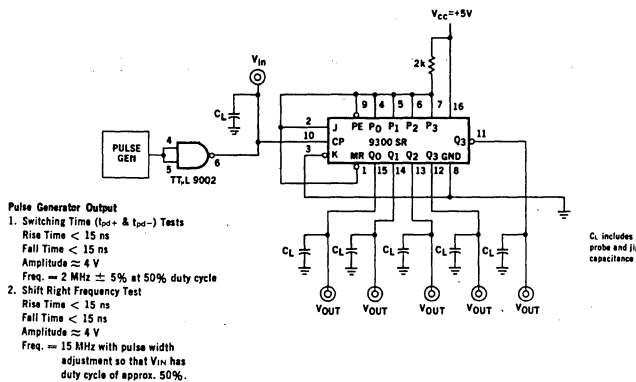 VCC=+5V
Vin
2k
CL
9 4 5 6 7 16
2 J PE P0 P1 P2 P3 Q3 11
10 CP 9300 SR
3 K MR Q0 Q1 Q2 Q3 GND
1 15 14 13 12 8
PULSE
GEN
4
5
6
TTμL 9002
CL CL CL CL CL
VOUT VOUT VOUT VOUT VOUT
CL includes
probe and ji
capacitance
Pulse Generator Output
1. Switching Time (tpd+ & tpd−) Tests
Rise Time < 15 ns
Fall Time < 15 ns
Amplitude ≈ 4 V
Freq. = 2 MHz ± 5% at 50% duty cycle
2. Shift Right Frequency Test
Rise Time < 15 ns
Fall Time < 15 ns
Amplitude ≈ 4 V
Freq. = 15 MHz with pulse width
adjustment so that VIN has
duty cycle of approx. 50%.